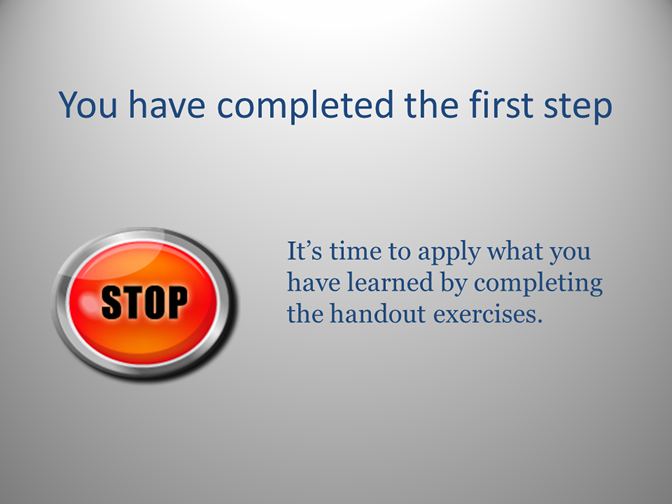 You have completed the first step
STOP
It’s time to apply what you
have learned by completing
the handout exercises.